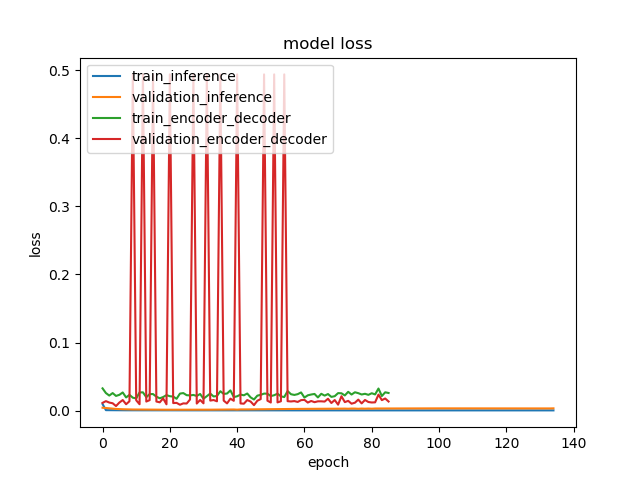 model loss
train_inference
validation_inference
train_encoder_decoder
validation_encoder_decoder
loss
0.5
0.4
0.3
0.2
0.1
0.0
0 20 40 60 80 100 120 140
epoch